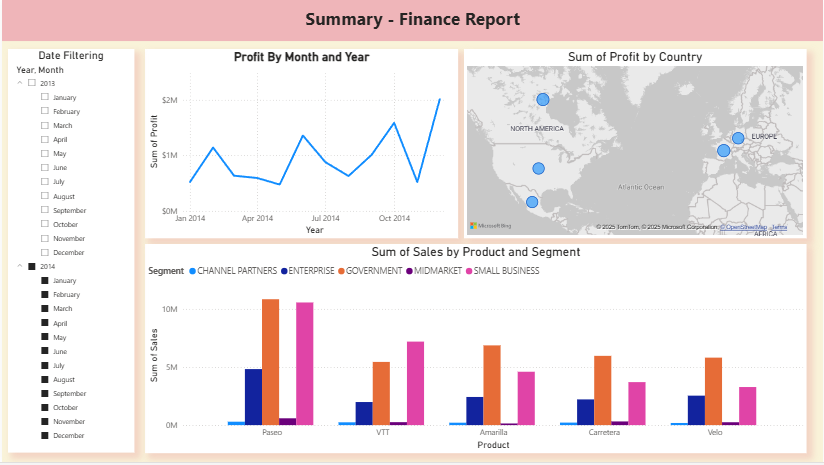 Summary - Finance Report
Date Filtering
Year, Month
2013
January
February
March
April
May
June
July
August
September
October
November
December
2014
January
February
March
April
May
June
July
August
September
October
November
December
Profit By Month and Year
Sum of Profit
$2M
$1M
$0M
Jan 2014 Apr 2014 Jul 2014 Oct 2014
Year
Sum of Profit by Country
NORTH AMERICA
EUROPE
Atlantic Ocean
AFRICA
Microsoft Bing
© 2025 TomTom, © 2025 Microsoft Corporation, © OpenStreetMap Terms
Sum of Sales by Product and Segment
Segment CHANNEL PARTNERS ENTERPRISE GOVERNMENT MIDMARKET SMALL BUSINESS
Sum of Sales
10M
5M
0M
Paseo VTT Amarilla Carretera Velo
Product